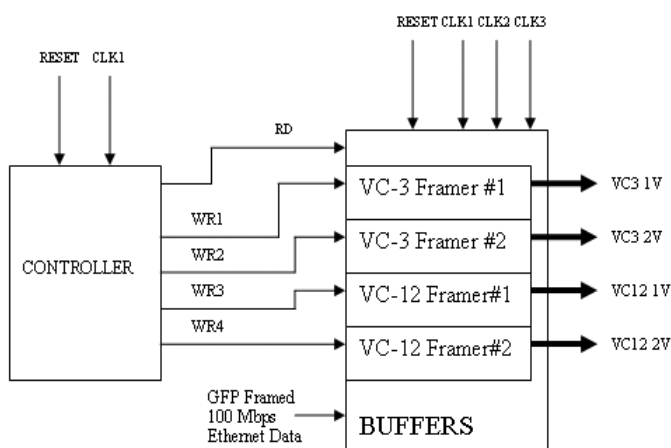 RESET CLK1 CLK2 CLK3
RESET CLK1
RD
VC-3 Framer #1
VC3 1V
WR1
VC-3 Framer #2
VC3 2V
WR2
CONTROLLER
VC-12 Framer#1
VC12 1V
WR3
WR4
VC-12 Framer#2
VC12 2V
GFP Framed
100 Mbps
Ethernet Data
BUFFERS